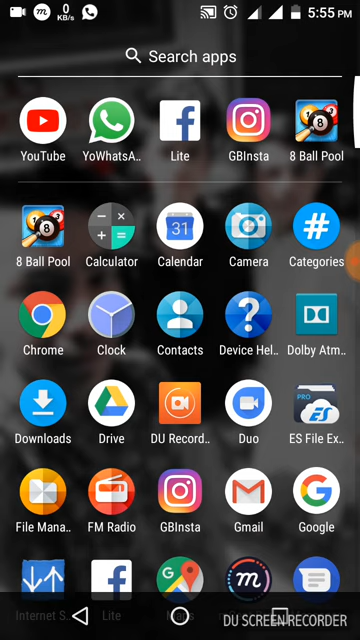 0
KB/s
5:55 PM
Search apps
YouTube YoWhatsA.. Lite GBInsta 8 Ball Pool
8 Ball Pool Calculator Calendar Camera Categories
Chrome Clock Contacts Device Hel.. Dolby Atm..
Downloads Drive DU Record.. Duo ES File Ex..
File Mana.. FM Radio GBInsta Gmail Google
Internet S.. Lite Maps
DU SCREEN RECORDER